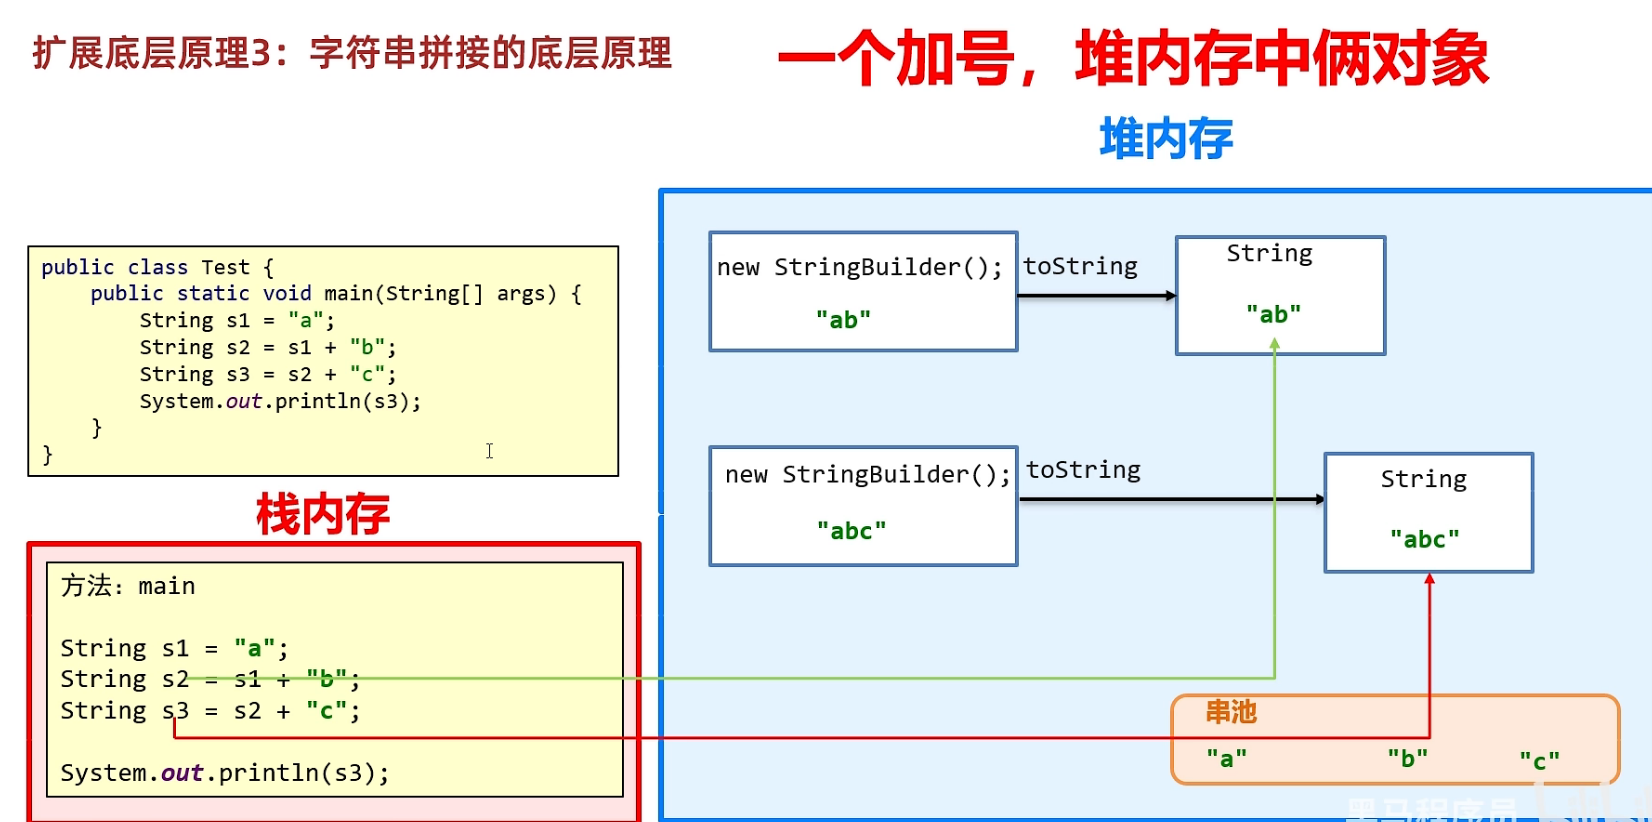 扩展底层原理3：字符串拼接的底层原理
一个加号，堆内存中俩对象
堆内存
public class Test {
public static void main(String[] args) {
String s1 = "a";
String s2 = s1 + "b";
String s3 = s2 + "c";
System.out.println(s3);
}
}
栈内存
方法：main
String s1 = "a";
String s2 = s1 + "b";
String s3 = s2 + "c";
System.out.println(s3);
new StringBuilder();
"ab"
toString
String
"ab"
new StringBuilder();
"abc"
toString
String
"abc"
串池
"a" "b" "c"
黑马程序员